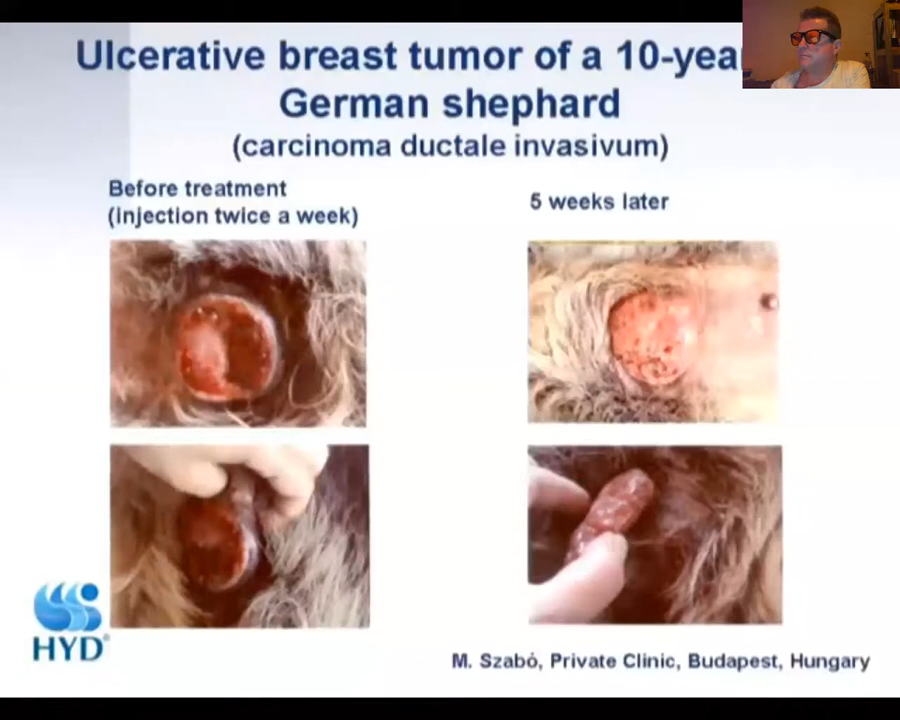 Ulcerative breast tumor of a 10-yea
German shephard
(carcinoma ductale invasivum)
Before treatment
(injection twice a week)
5 weeks later
HYD®
M. Szabó, Private Clinic, Budapest, Hungary